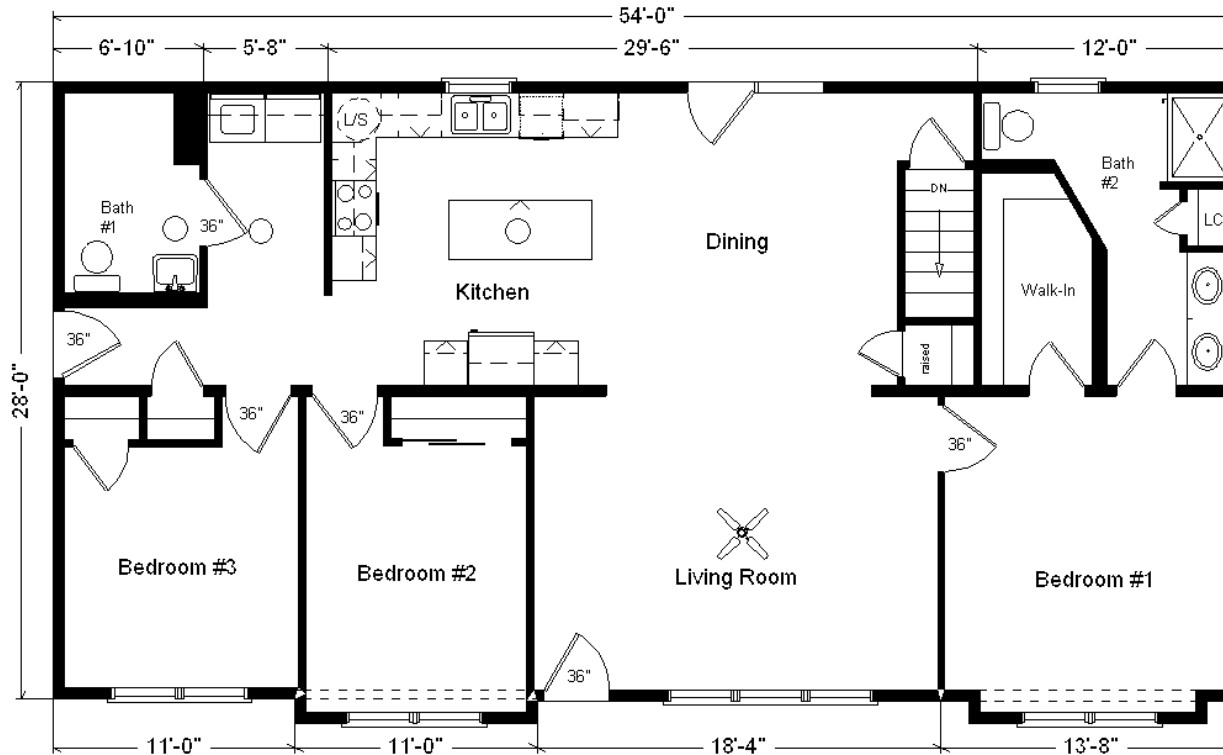 54'-0"
6'-10" 5'-8" 29'-6" 12'-0"
L/S
Bath
#1
36"
Bath
#2
DN
LC
Dining
Kitchen
Walk-In
36"
raised
28'-0"
36"
36"
36"
Bedroom #3
Bedroom #2
Living Room
Bedroom #1
36"
11'-0" 11'-0" 18'-4" 13'-8"